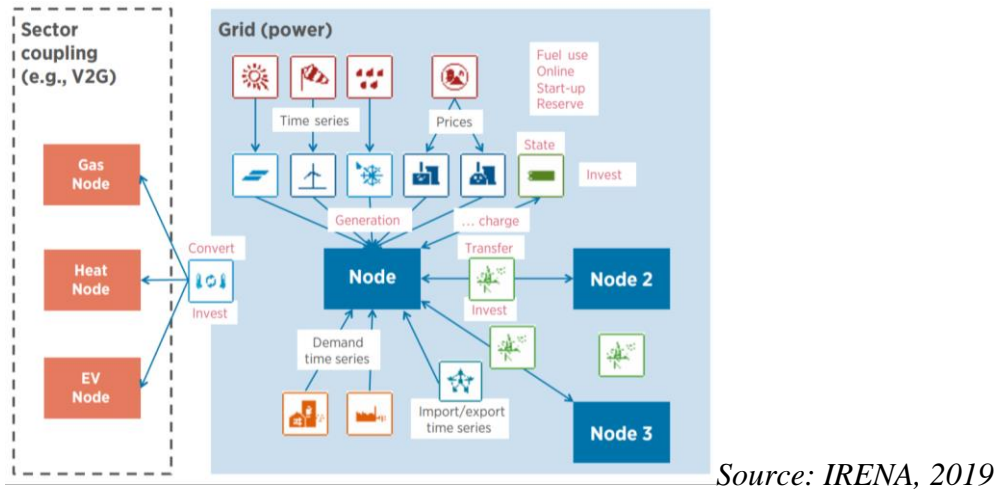 Sector
coupling
(e.g., V2G)
Gas
Node
Heat
Node
EV
Node
Convert
Invest
Grid (power)
Fuel use
Online
Start-up
Reserve
Time series
Prices
State
Invest
Generation
... charge
Node
Transfer
Invest
Node 2
Demand
time series
Import/export
time series
Node 3
Source: IRENA, 2019